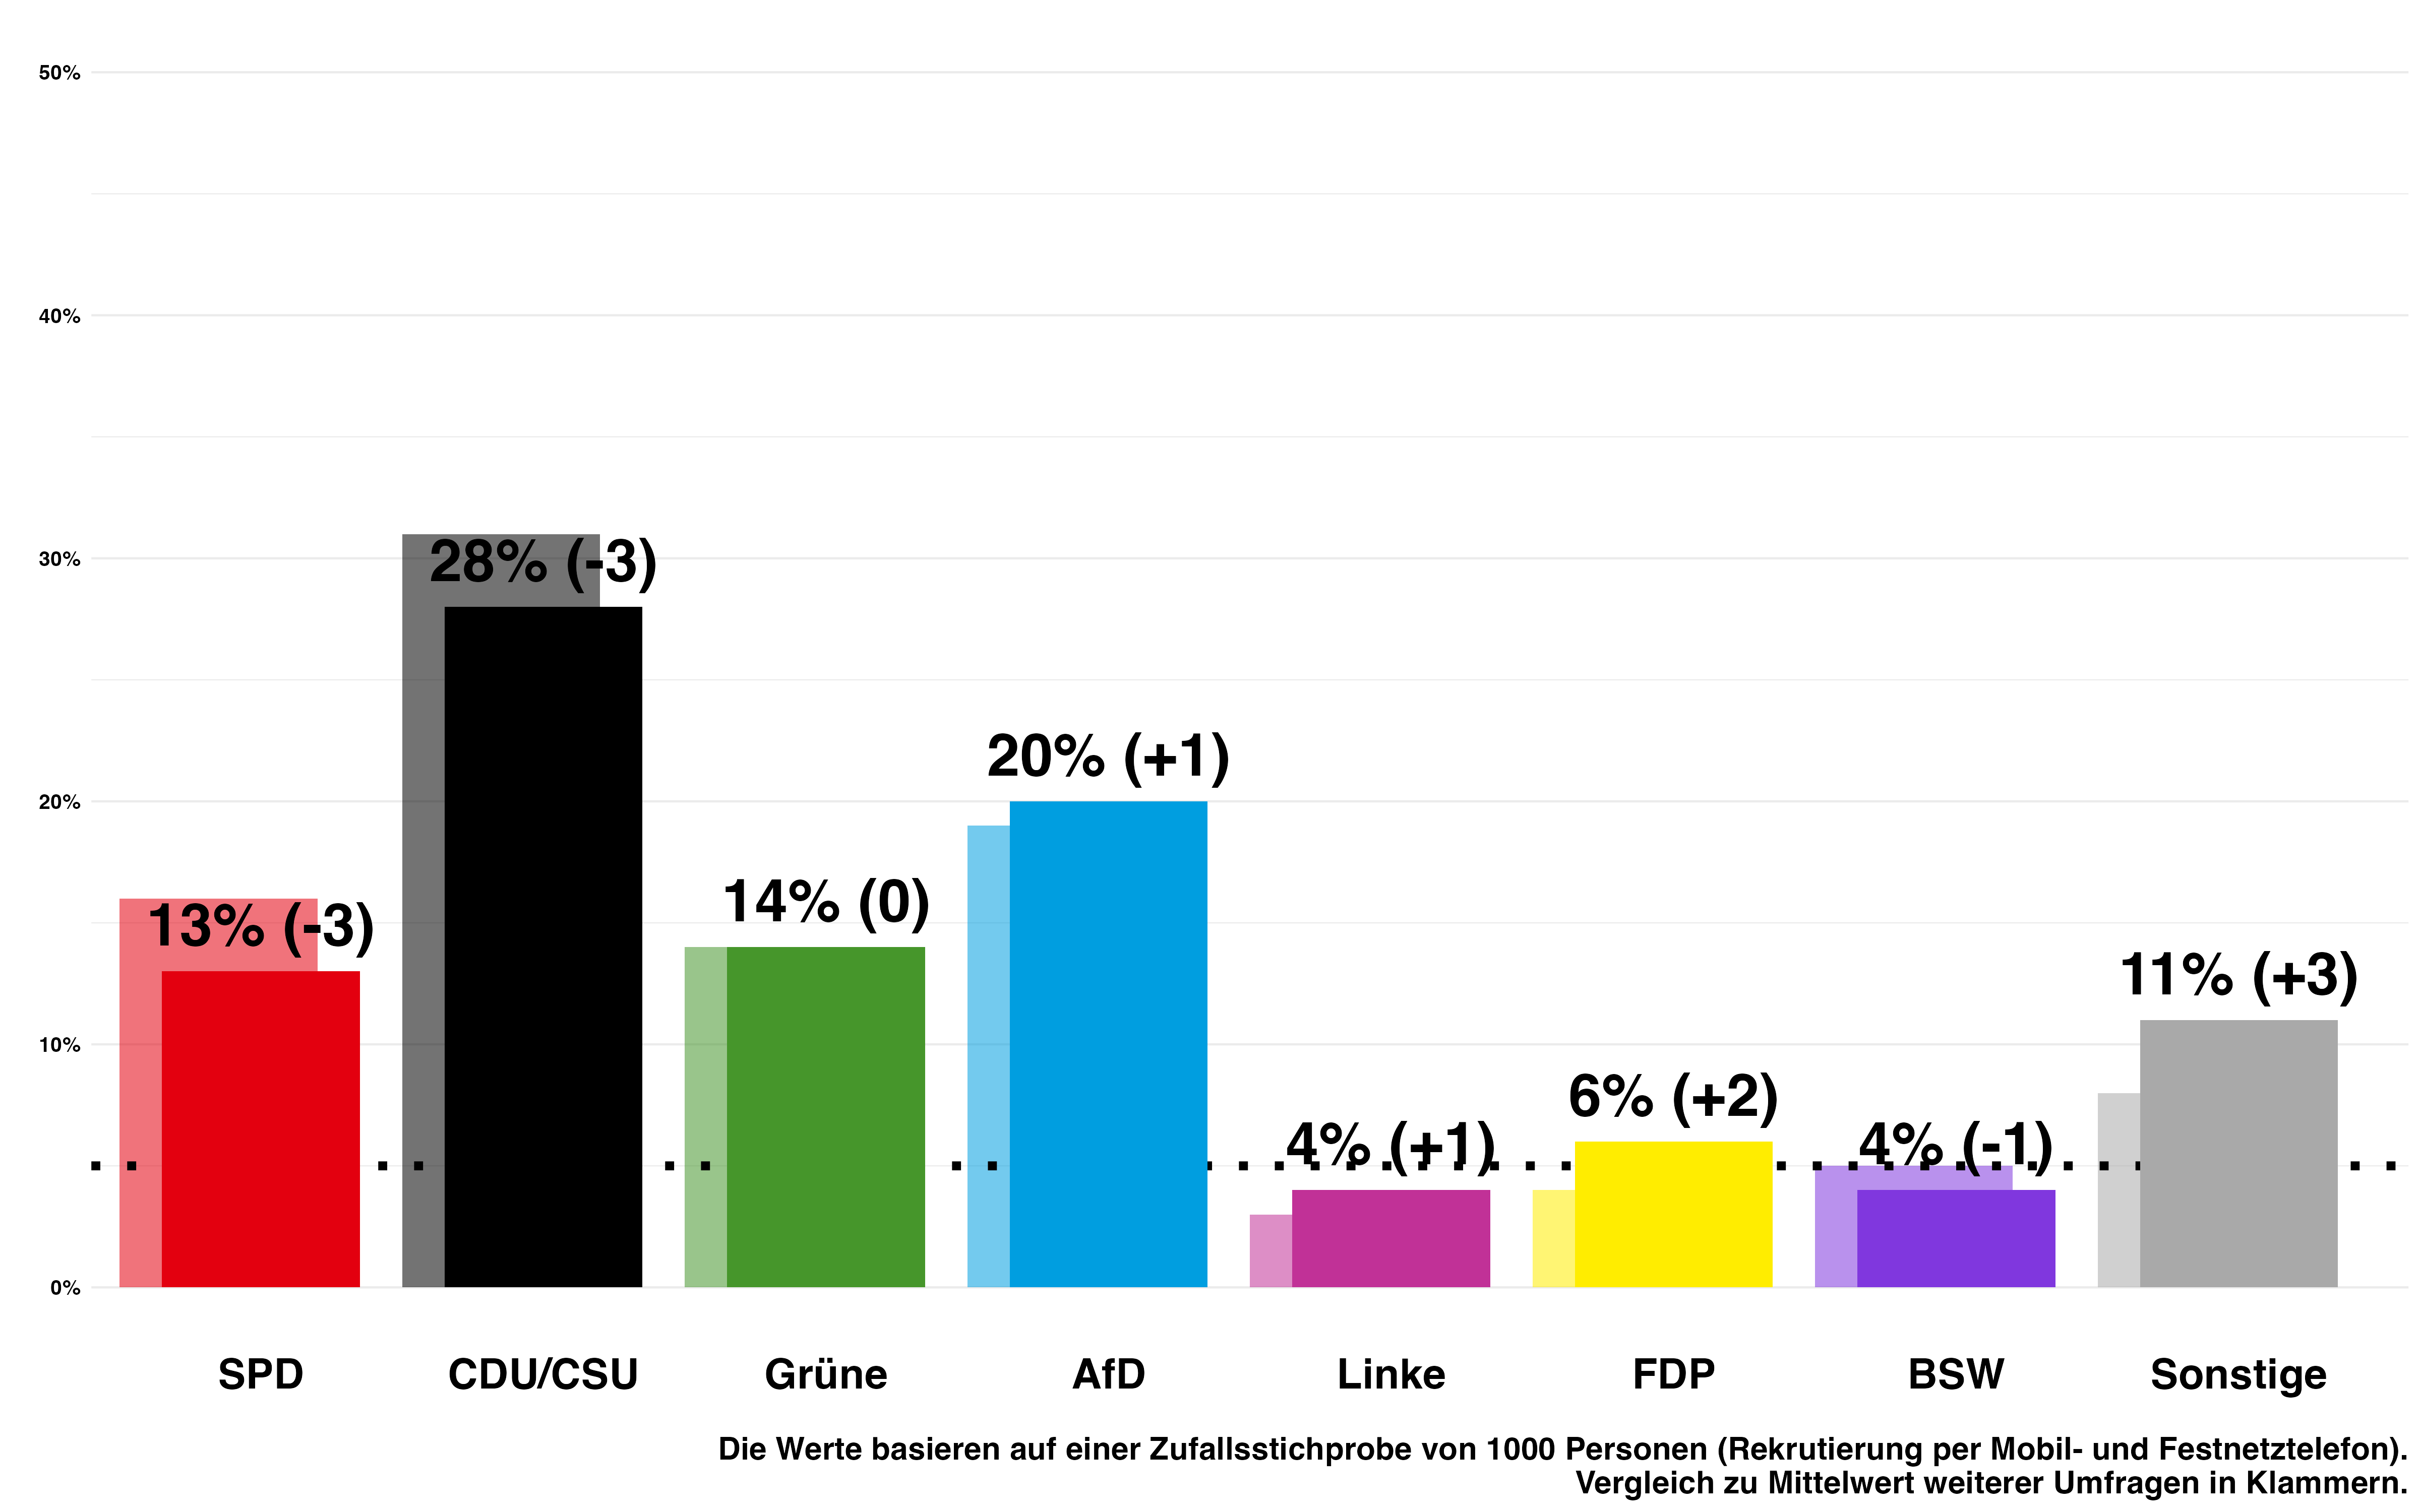 50%
40%
30%
20%
10%
0%
13% (-3)
28% (-3)
14% (0)
20% (+1)
4% (+1)
6% (+2)
4% (-1)
11% (+3)
SPD
CDU/CSU
Grüne
AfD
Linke
FDP
BSW
Sonstige
Die Werte basieren auf einer Zufallsstichprobe von 1000 Personen (Rekrutierung per Mobil- und Festnetztelefon).
Vergleich zu Mittelwert weiterer Umfragen in Klammern.